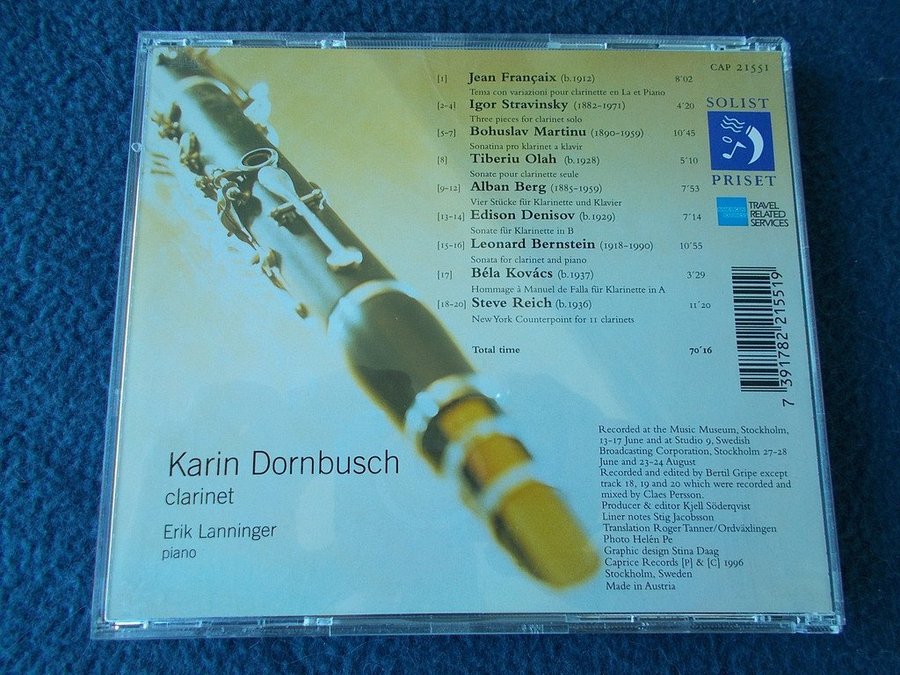 CAP 21551
[1] Jean Françaix (b.1912) 8'02
Tema con variazioni pour clarinette en La et Piano
[2-4] Igor Stravinsky (1882-1971) 4'20
Three pieces for clarinet solo
[5-7] Bohuslav Martinu (1890-1959) 10'45
Sonatina pro klarinet a klavir
[8] Tiberiu Olah (b.1928) 5'10
Sonate pour clarinette seule
[9-12] Alban Berg (1885-1959) 7'53
Vier Stücke für Klarinette und Klavier
[13-14] Edison Denisov (b.1929) 7'14
Sonate für Klarinette in B
[15-16] Leonard Bernstein (1918-1990) 10'55
Sonata for clarinet and piano
[17] Béla Kovács (b.1937) 3'29
Hommage à Manuel de Falla für Klarinette in A
[18-20] Steve Reich (b.1936) 11'20
New York Counterpoint for 11 clarinets
Total time 70'16
SOLIST
PRISET
TRAVEL
RELATED
SERVICES
7 391782 215519
Karin Dornbusch
clarinet
Erik Lanninger
piano
Recorded at the Music Museum, Stockholm,
13-17 June and at Studio 9, Swedish
Broadcasting Corporation, Stockholm 27-28
June and 23-24 August
Recorded and edited by Bertil Gripe except
track 18, 19 and 20 which were recorded and
mixed by Claes Persson.
Producer & editor Kjell Söderqvist
Liner notes Stig Jacobsson
Translation Roger Tanner/Ordväxlingen
Photo Helén Pe
Graphic design Stina Daag
Caprice Records [P] & [C] 1996
Stockholm, Sweden
Made in Austria